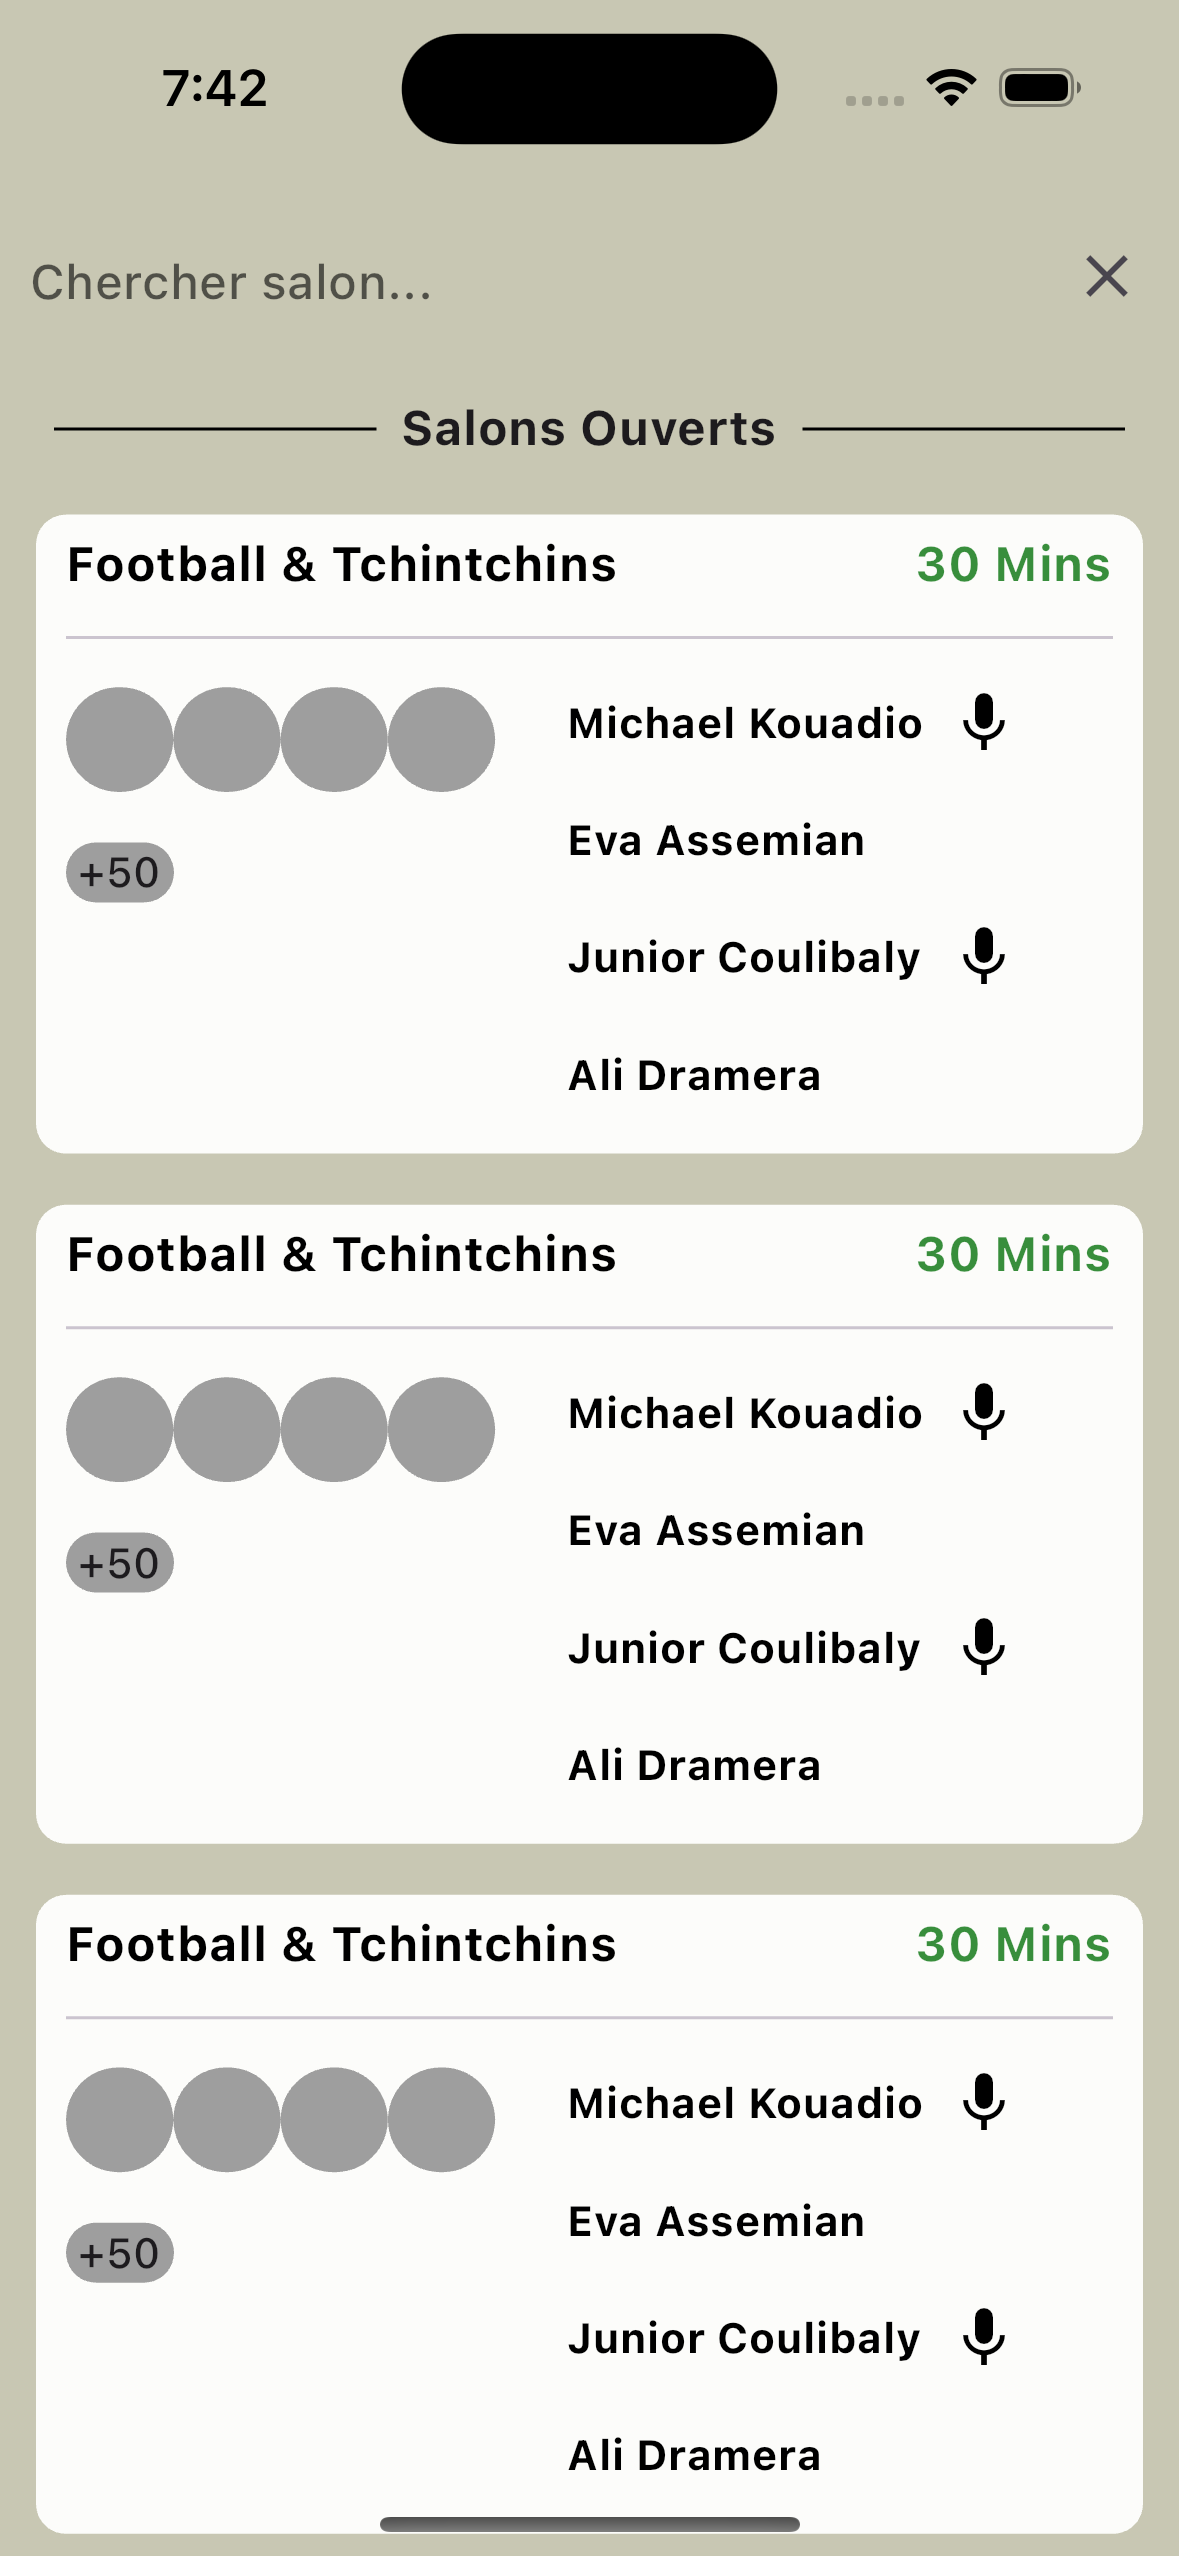 7:42
Chercher salon...
Salons Ouverts
Football & Tchintchins 30 Mins
Michael Kouadio
+50
Eva Assemian
Junior Coulibaly
Ali Dramera
Football & Tchintchins 30 Mins
Michael Kouadio
+50
Eva Assemian
Junior Coulibaly
Ali Dramera
Football & Tchintchins 30 Mins
Michael Kouadio
+50
Eva Assemian
Junior Coulibaly
Ali Dramera